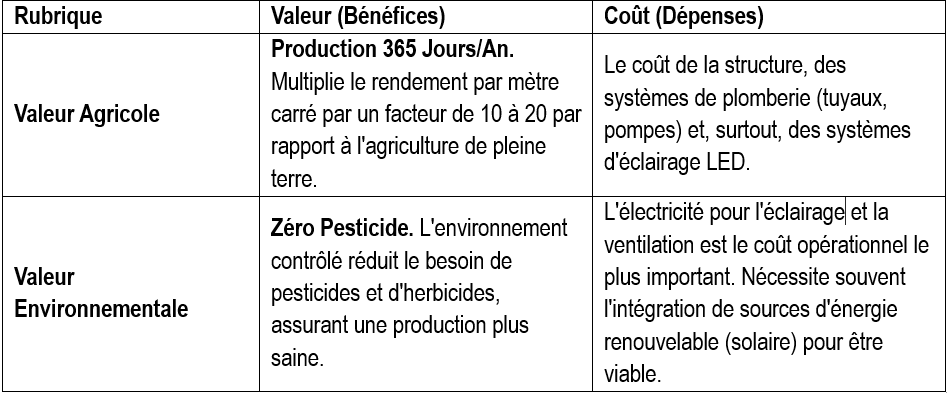 Rubrique
Valeur (Bénéfices)
Coût (Dépenses)
Valeur Agricole
Production 365 Jours/An.
Multiplie le rendement par mètre
carré par un facteur de 10 à 20 par
rapport à l'agriculture de pleine
terre.
Le coût de la structure, des
systèmes de plomberie (tuyaux,
pompes) et, surtout, des systèmes
d'éclairage LED.
Valeur
Environnementale
Zéro Pesticide. L'environnement
contrôlé réduit le besoin de
pesticides et d'herbicides,
assurant une production plus
saine.
L'électricité pour l'éclairage et la
ventilation est le coût opérationnel le
plus important. Nécessite souvent
l'intégration de sources d'énergie
renouvelable (solaire) pour être
viable.